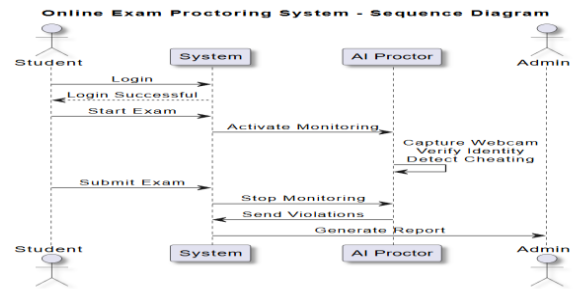 Online Exam Proctoring System - Sequence Diagram
Student
System
AI Proctor
Admin
Login
Login Successful
Start Exam
Activate Monitoring
Capture Webcam
Verify Identity
Detect Cheating
Submit Exam
Stop Monitoring
Send Violations
Generate Report
Student
System
AI Proctor
Admin